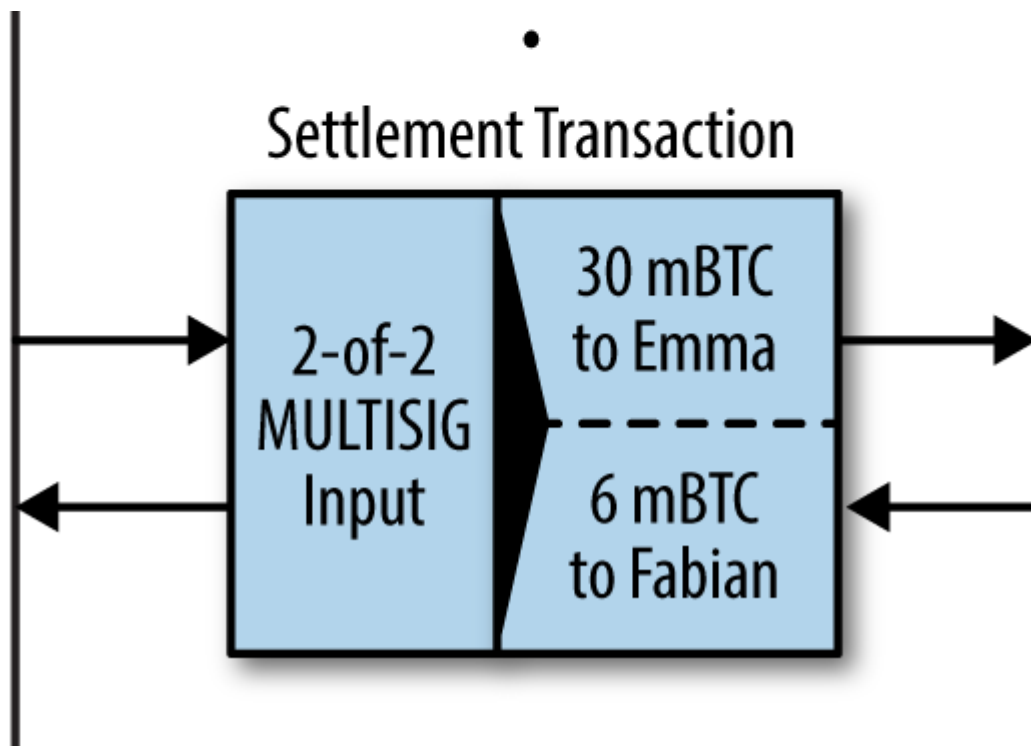 Settlement Transaction
2-of-2
MULTISIG
Input
30 mBTC
to Emma
6 mBTC
to Fabian